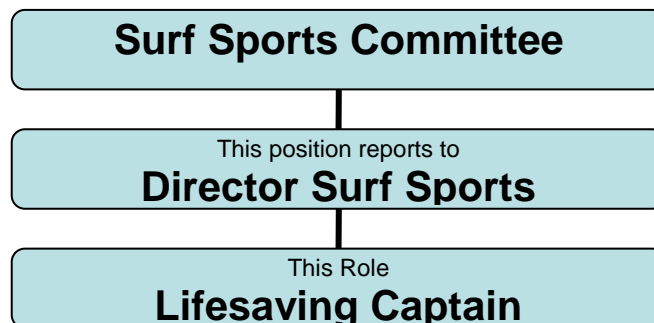 Surf Sports Committee
This position reports to
Director Surf Sports
This Role
Lifesaving Captain